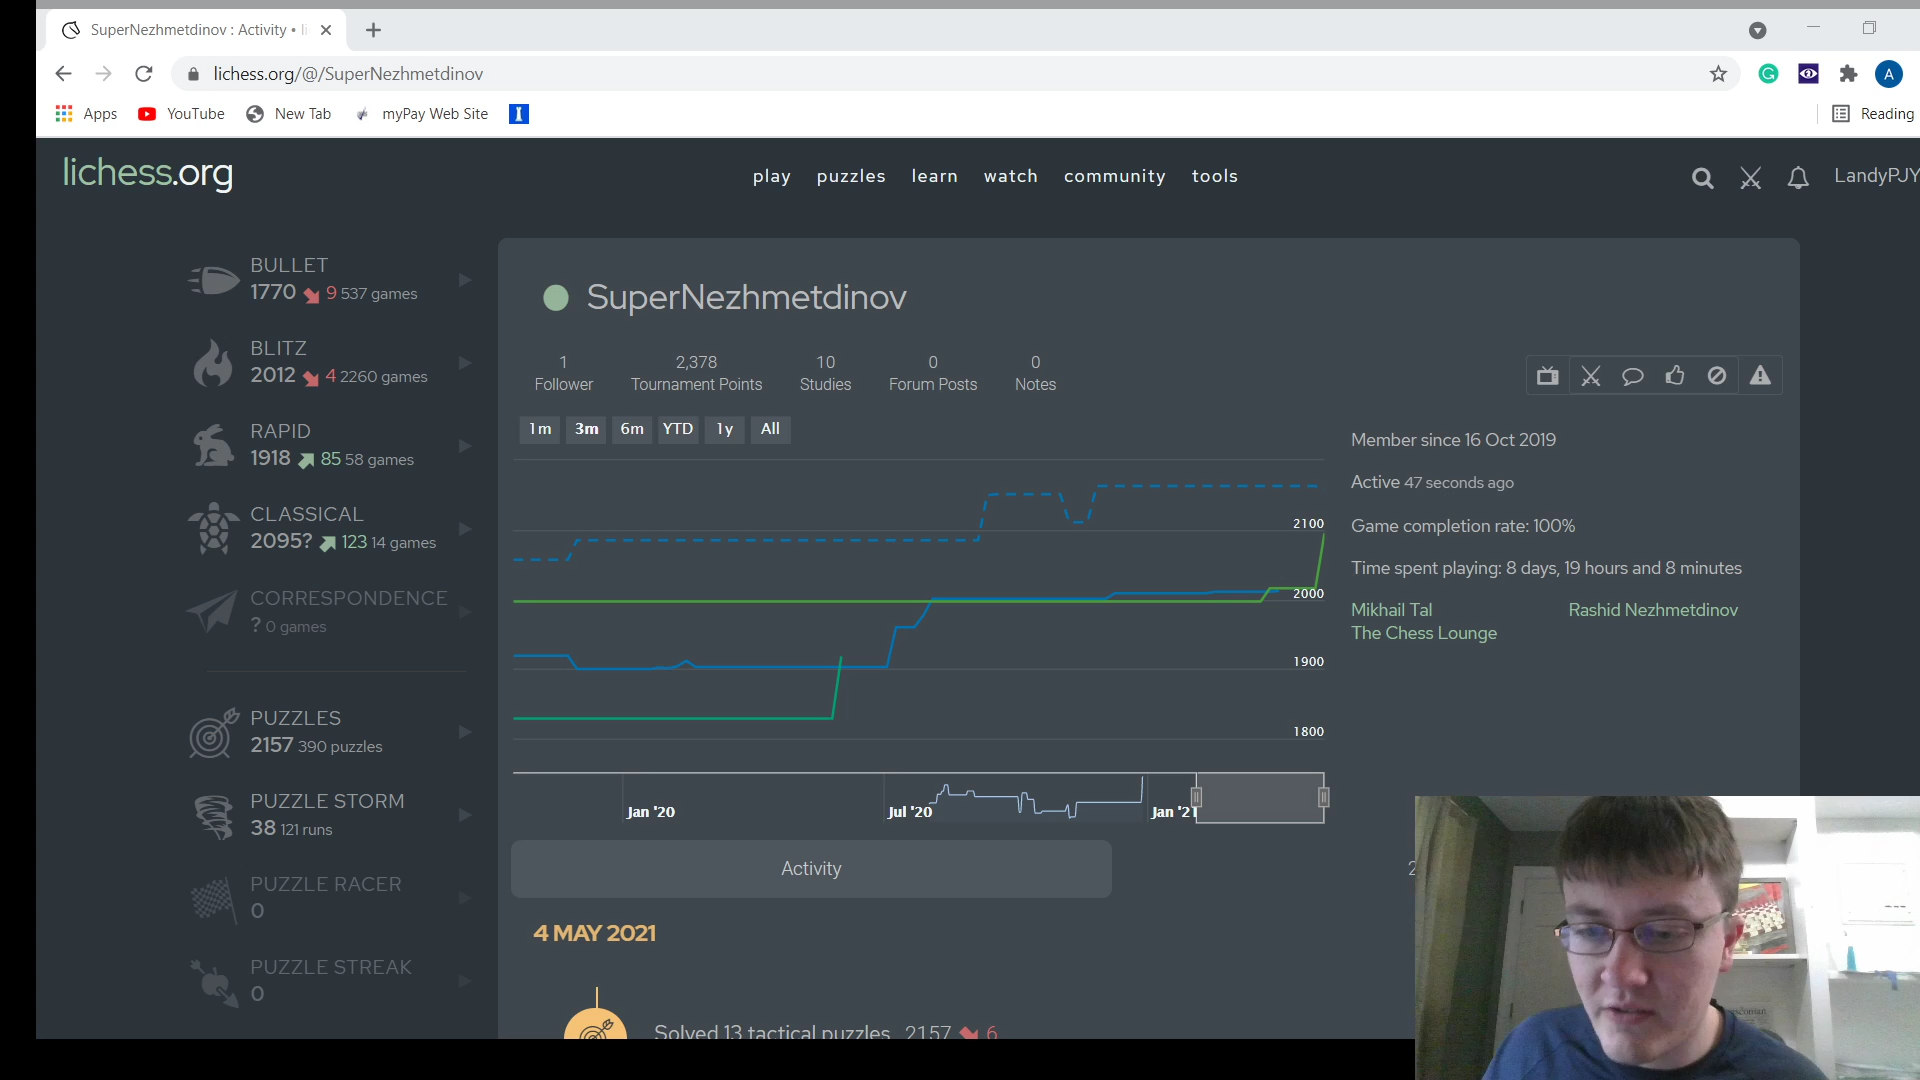 SuperNezhmetdinov : Activity •
lichess.org/@/SuperNezhmetdinov
A
Apps
YouTube
New Tab
myPay Web Site
Reading
lichess.org
play
puzzles
learn
watch
community
tools
LandyPJY
BULLET
1770 9 537 games
BLITZ
2012 4 2260 games
RAPID
1918 85 58 games
CLASSICAL
2095? 123 14 games
CORRESPONDENCE
? 0 games
PUZZLES
2157 390 puzzles
PUZZLE STORM
38 121 runs
PUZZLE RACER
0
PUZZLE STREAK
0
SuperNezhmetdinov
1
Follower
2,378
Tournament Points
10
Studies
0
Forum Posts
0
Notes
1m
3m
6m
YTD
1y
All
2100
2000
1900
1800
Jan '20
Jul '20
Jan '21
Member since 16 Oct 2019
Active 47 seconds ago
Game completion rate: 100%
Time spent playing: 8 days, 19 hours and 8 minutes
Mikhail Tal
Rashid Nezhmetdinov
The Chess Lounge
Activity
4 MAY 2021
Solved 13 tactical puzzles 2157 6